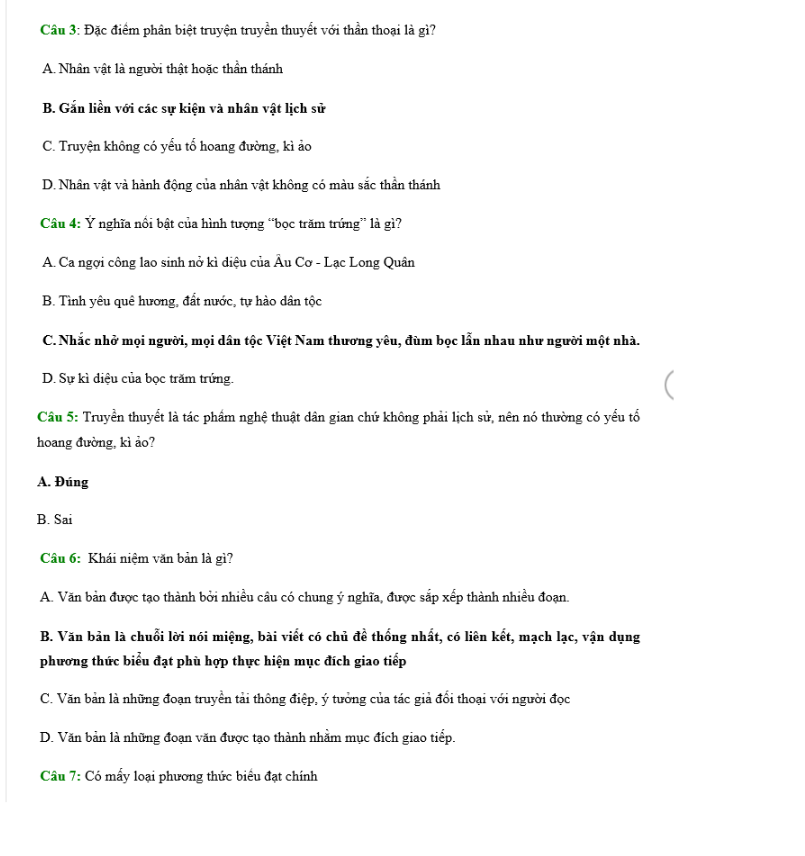 Câu 3: Đặc điểm phân biệt truyện truyền thuyết với thần thoại là gì?
A. Nhân vật là người thật hoặc thần thánh
B. Gắn liền với các sự kiện và nhân vật lịch sử
C. Truyện không có yếu tố hoang đường, kì ảo
D. Nhân vật và hành động của nhân vật không có màu sắc thần thánh
Câu 4: Ý nghĩa nổi bật của hình tượng “bọc trăm trứng” là gì?
A. Ca ngợi công lao sinh nở kì diệu của Âu Cơ - Lạc Long Quân
B. Tình yêu quê hương, đất nước, tự hào dân tộc
C. Nhắc nhở mọi người, mọi dân tộc Việt Nam thương yêu, đùm bọc lẫn nhau như người một nhà.
D. Sự kì diệu của bọc trăm trứng.
Câu 5: Truyền thuyết là tác phẩm nghệ thuật dân gian chứ không phải lịch sử, nên nó thường có yếu tố
hoang đường, kì ảo?
A. Đúng
B. Sai
Câu 6: Khái niệm văn bản là gì?
A. Văn bản được tạo thành bởi nhiều câu có chung ý nghĩa, được sắp xếp thành nhiều đoạn.
B. Văn bản là chuỗi lời nói miệng, bài viết có chủ đề thống nhất, có liên kết, mạch lạc, vận dụng
phương thức biểu đạt phù hợp thực hiện mục đích giao tiếp
C. Văn bản là những đoạn truyền tải thông điệp, ý tưởng của tác giả đối thoại với người đọc
D. Văn bản là những đoạn văn được tạo thành nhằm mục đích giao tiếp.
Câu 7: Có mấy loại phương thức biểu đạt chính